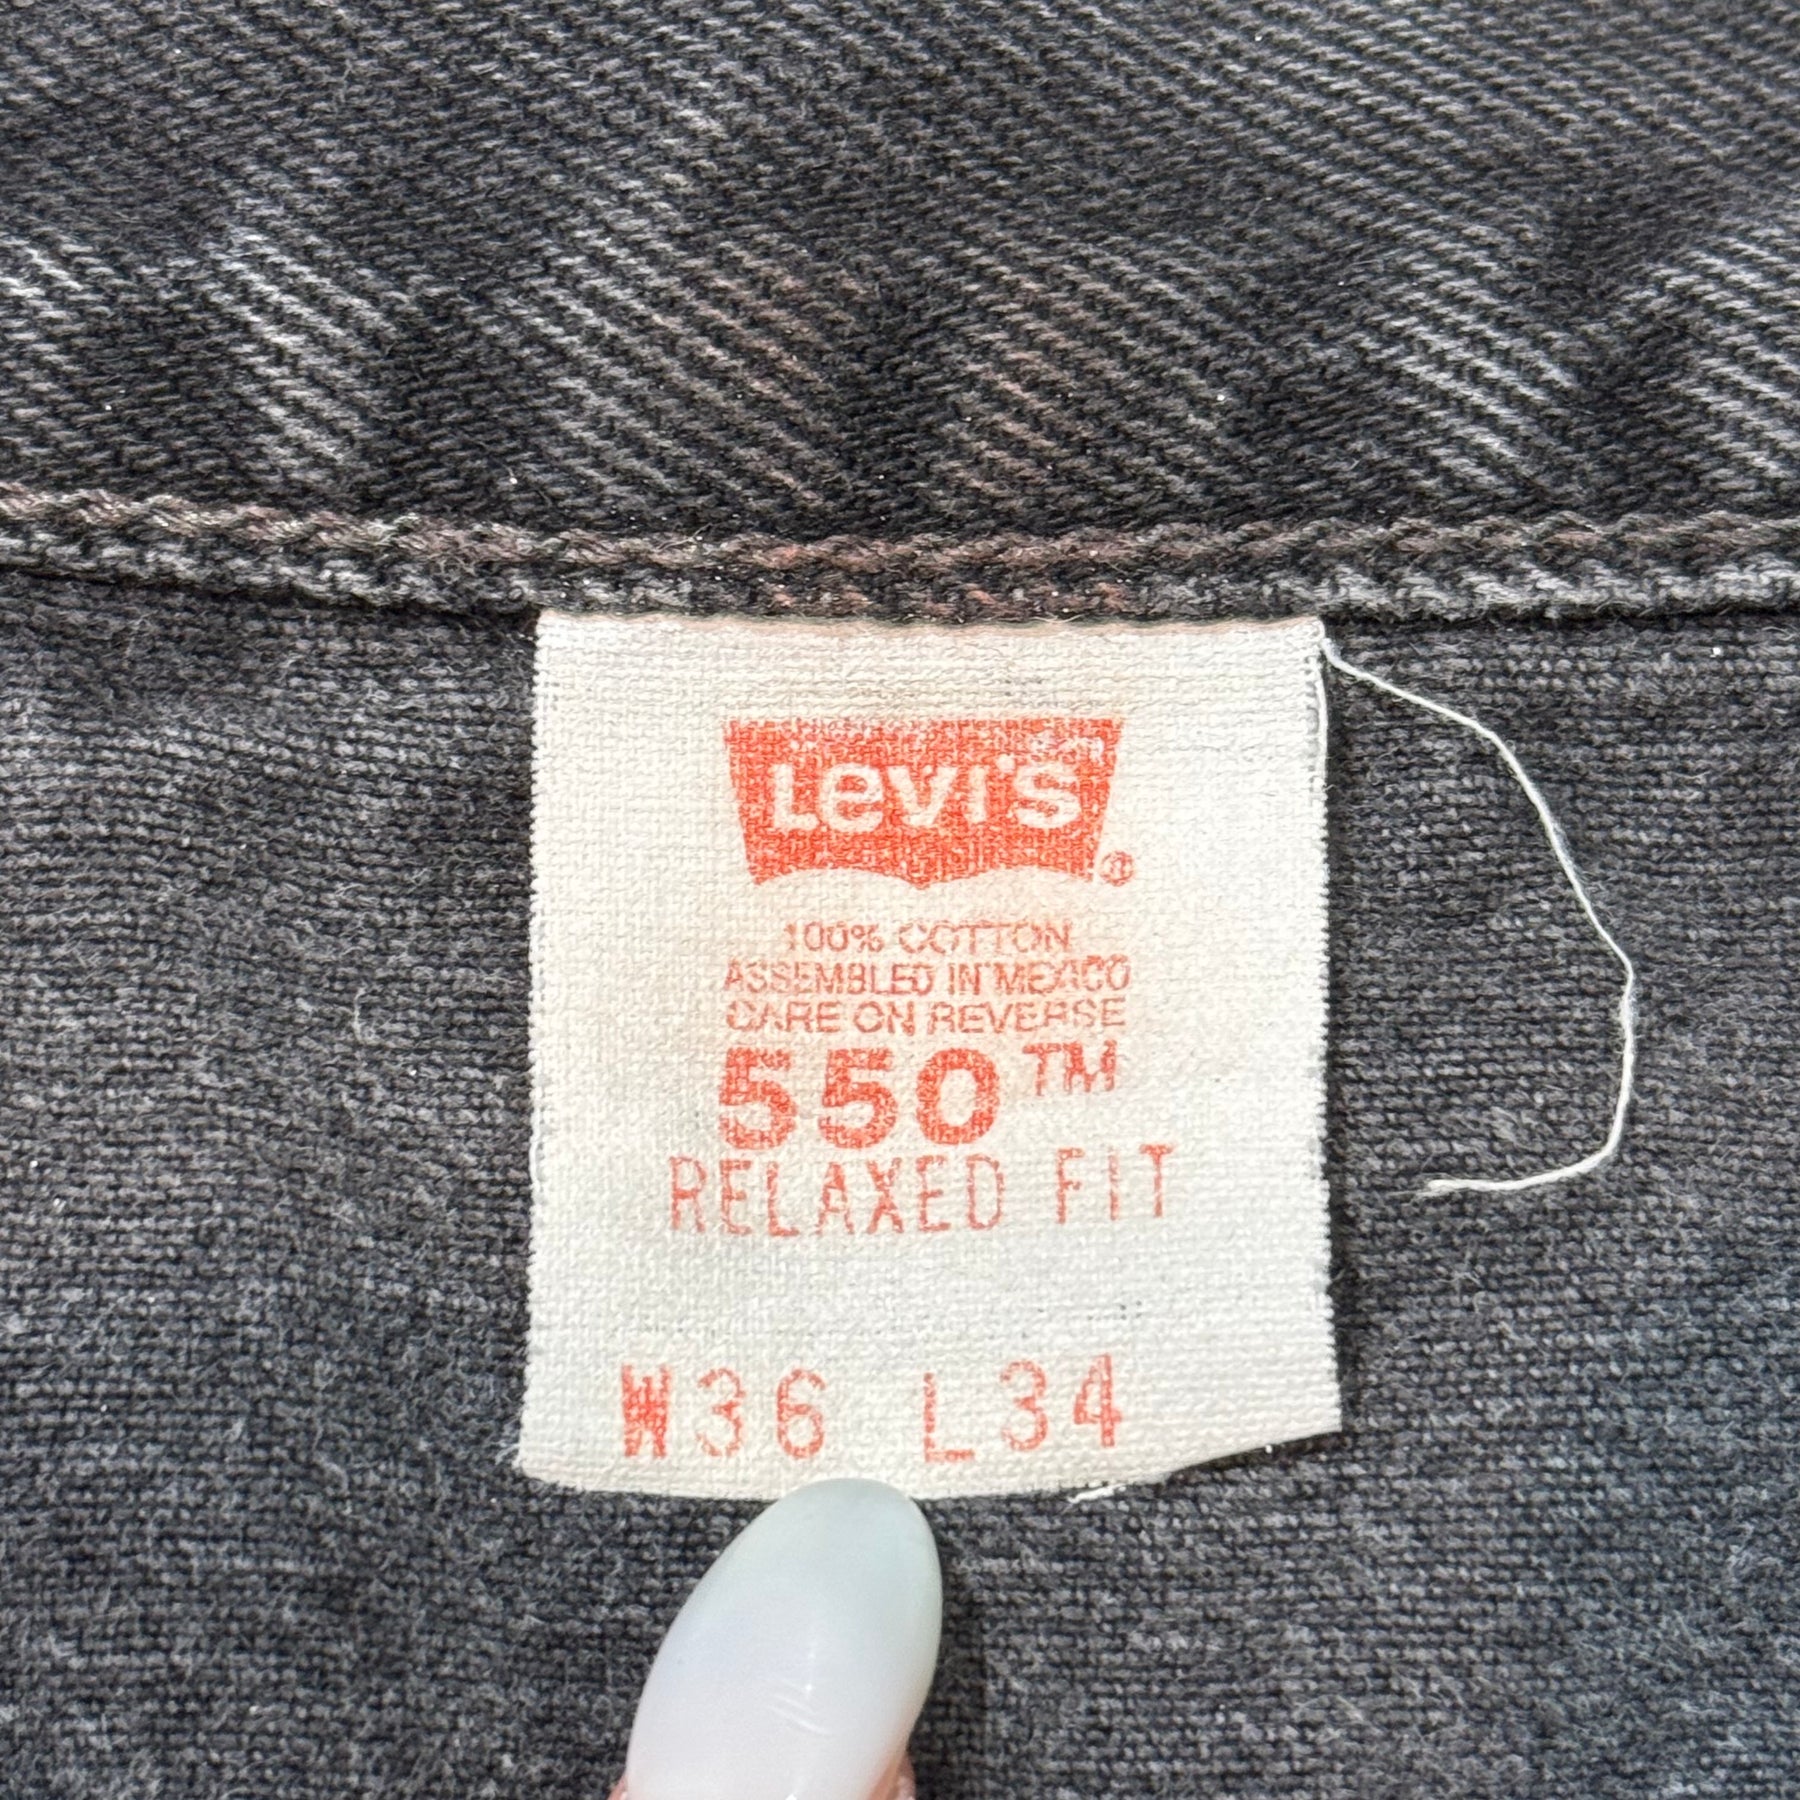 Levi's ®
100% COTTON
ASSEMBLED IN MEXICO
CARE ON REVERSE
550™
RELAXED FIT
W36 L34